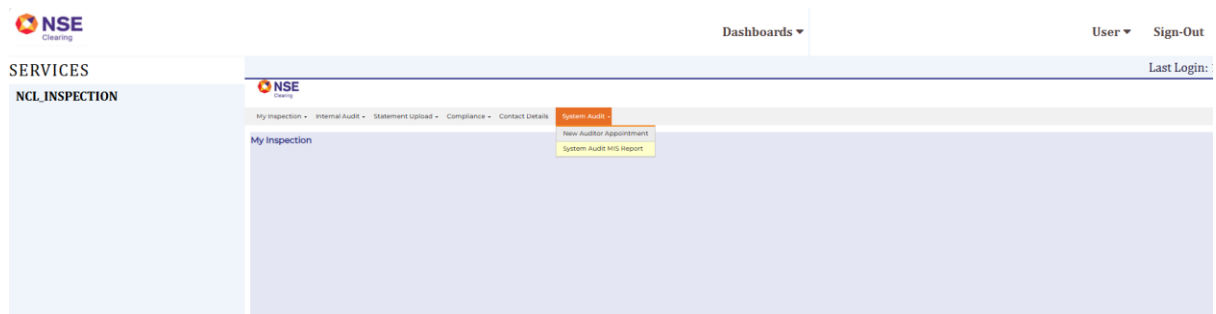 NSE
Clearing
Dashboards
User
Sign-Out
SERVICES
Last Login:
NCL_INSPECTION
NSE
Clearing
My Inspection Internal Audit Statement Upload Compliance Contact Details System Audit
New Auditor Appointment
My Inspection
System Audit MIS Report